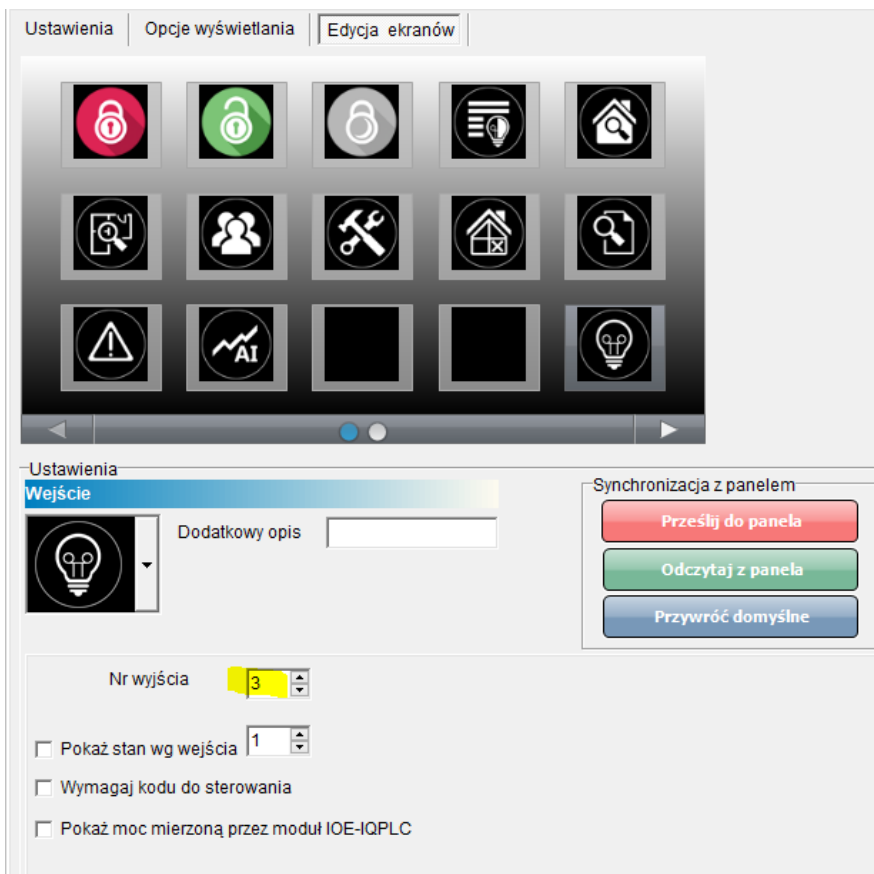 Ustawienia
Opcje wyświetlania
Edycja ekranów
AI
Ustawienia
Wejście
Dodatkowy opis
Synchronizacja z panelem
Prześlij do panela
Odczytaj z panela
Przywróć domyślne
Nr wyjścia 3
Pokaż stan wg wejścia 1
Wymagaj kodu do sterowania
Pokaż moc mierzoną przez moduł IOE-IQPLC